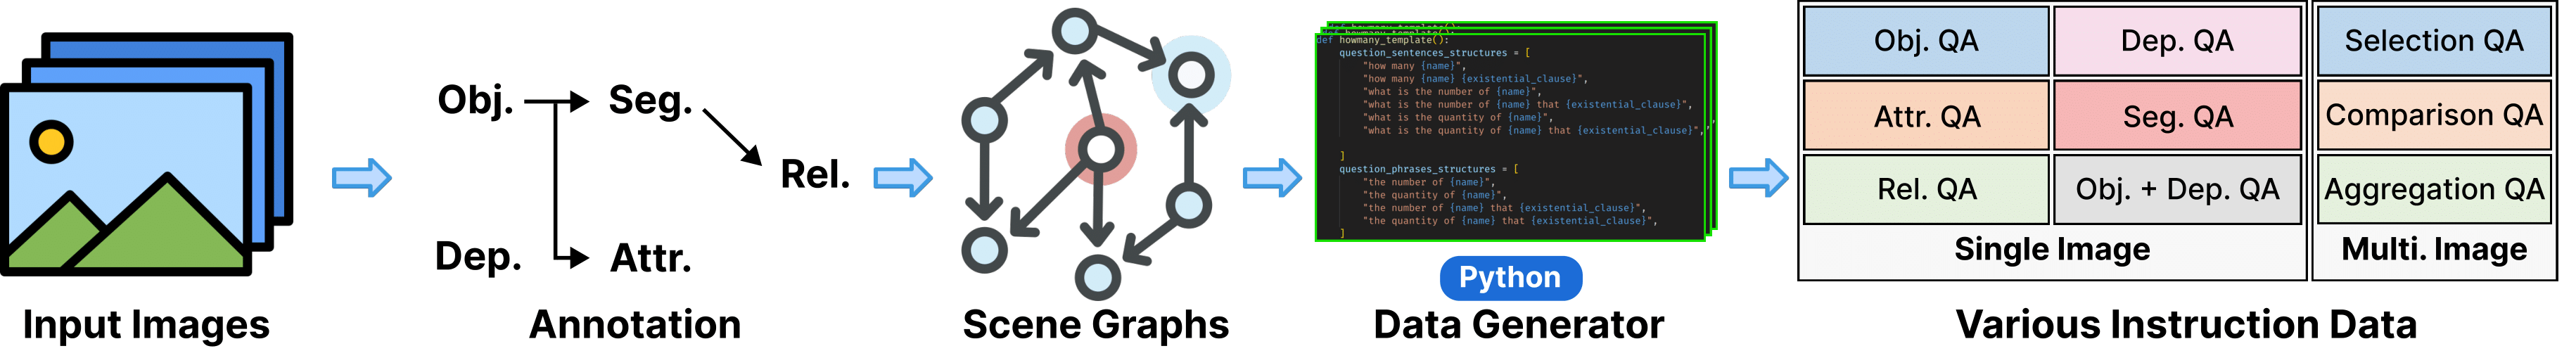 Obj.
Seg.
Rel.
Dep.
Attr.
def howmany_template():
question_sentences_structures = [
"how many {name}",
"how many {name} {existential_clause}",
"what is the number of {name}",
"what is the number of {name} that {existential_clause}",
"what is the quantity of {name}",
"what is the quantity of {name} that {existential_clause}",
]
question_phrases_structures = [
"the number of {name}",
"the quantity of {name}",
"the number of {name} that {existential_clause}",
"the quantity of {name} that {existential_clause}",
]
Python
Obj. QA
Dep. QA
Selection QA
Attr. QA
Seg. QA
Comparison QA
Rel. QA
Obj. + Dep. QA
Aggregation QA
Single Image
Multi. Image
Input Images
Annotation
Scene Graphs
Data Generator
Various Instruction Data